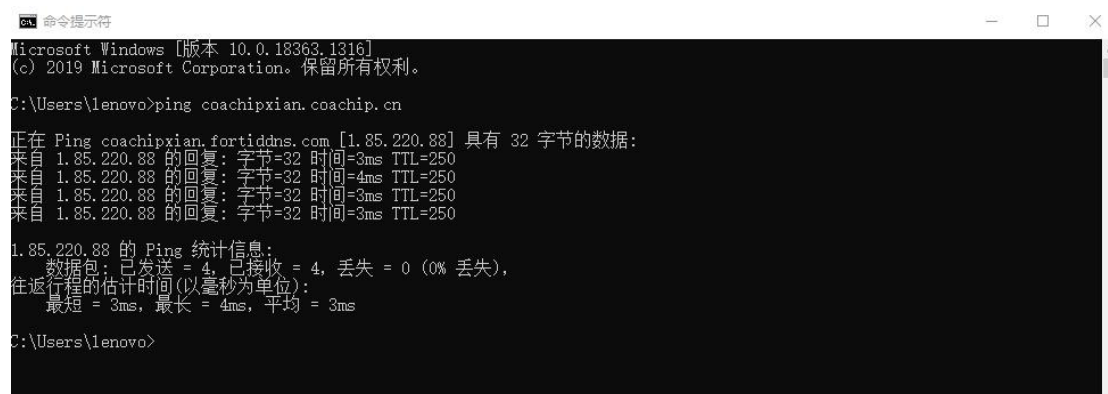 命令提示符
Microsoft Windows [版本 10.0.18363.1316]
(c) 2019 Microsoft Corporation。保留所有权利。
C:\Users\lenovo>ping coachipxian.coachip.cn
正在 Ping coachipxian.fortiddns.com [1.85.220.88] 具有 32 字节的数据:
来自 1.85.220.88 的回复: 字节=32 时间=3ms TTL=250
来自 1.85.220.88 的回复: 字节=32 时间=4ms TTL=250
来自 1.85.220.88 的回复: 字节=32 时间=3ms TTL=250
来自 1.85.220.88 的回复: 字节=32 时间=3ms TTL=250
1.85.220.88 的 Ping 统计信息:
数据包: 已发送 = 4, 已接收 = 4, 丢失 = 0 (0% 丢失),
往返行程的估计时间(以毫秒为单位):
最短 = 3ms, 最长 = 4ms, 平均 = 3ms
C:\Users\lenovo>